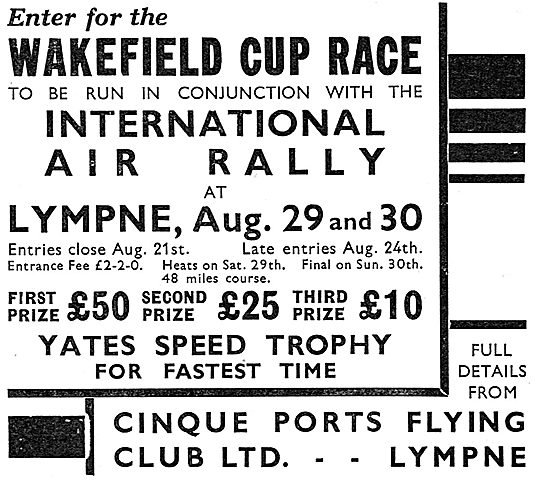 Enter for the
WAKEFIELD CUP RACE
TO BE RUN IN CONJUNCTION WITH THE
INTERNATIONAL
AIR RALLY
AT
LYMPNE, Aug. 29 and 30
Entries close Aug. 21st. Late entries Aug. 24th.
Entrance Fee £2-2-0. Heats on Sat. 29th. Final on Sun. 30th.
48 miles course.
FIRST PRIZE £50 SECOND PRIZE £25 THIRD PRIZE £10
YATES SPEED TROPHY
FOR FASTEST TIME
FULL
DETAILS
FROM
CINQUE PORTS FLYING
CLUB LTD. - - LYMPNE